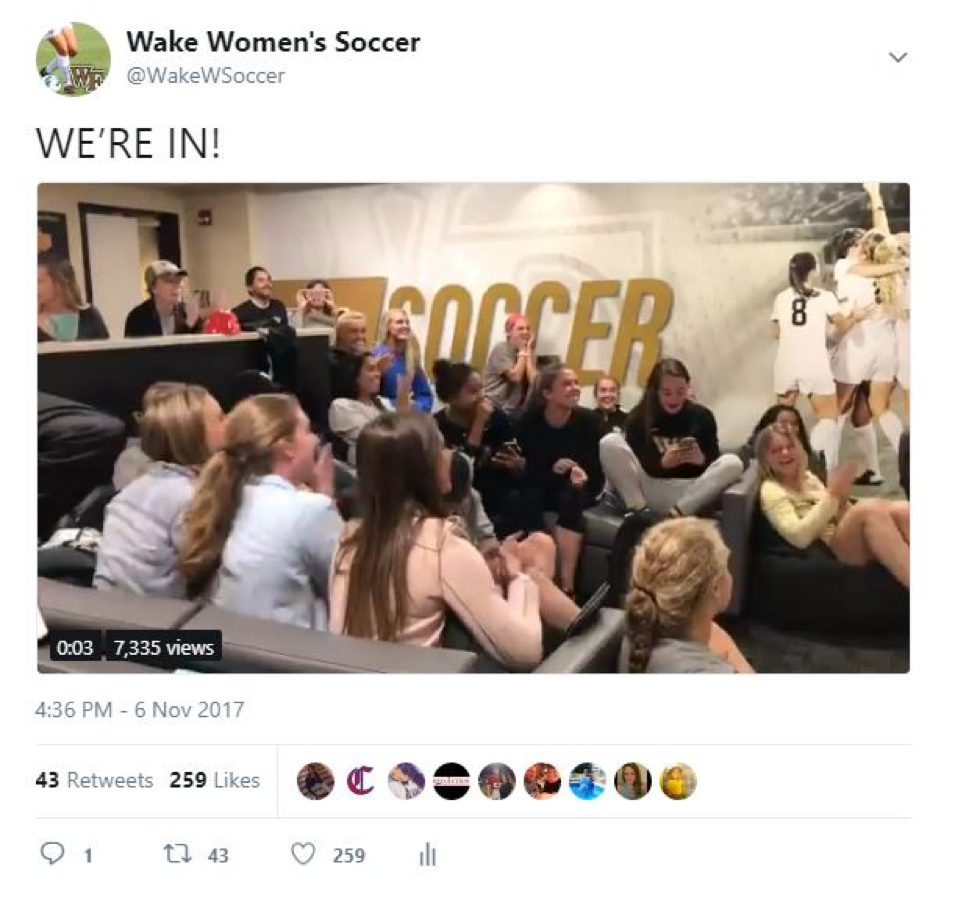 Wake Women's Soccer
@WakeWSoccer
WF
WE’RE IN!
SOCCER
8
0:03 7,335 views
4:36 PM - 6 Nov 2017
43 Retweets 259 Likes
C
1 43 259